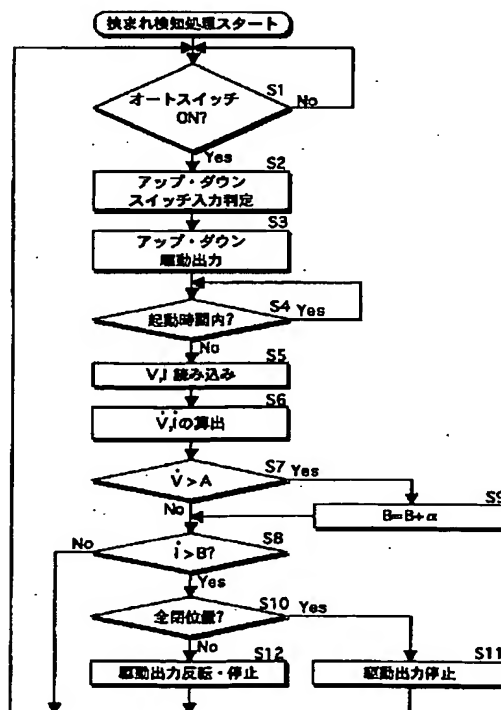 挟まれ検知処理スタート
S1
オートスイッチ
ON?
No
Yes
S2
アップ・ダウン
スイッチ入力判定
S3
アップ・ダウン
駆動出力
S4
起動時間内?
Yes
No
S5
V,I 読み込み
S6
V̇,İの算出
S7
V̇>A
Yes
No
S9
B=B+α
S8
İ>B?
No
Yes
S10
全閉位置?
Yes
No
S12
駆動出力反転・停止
S11
駆動出力停止